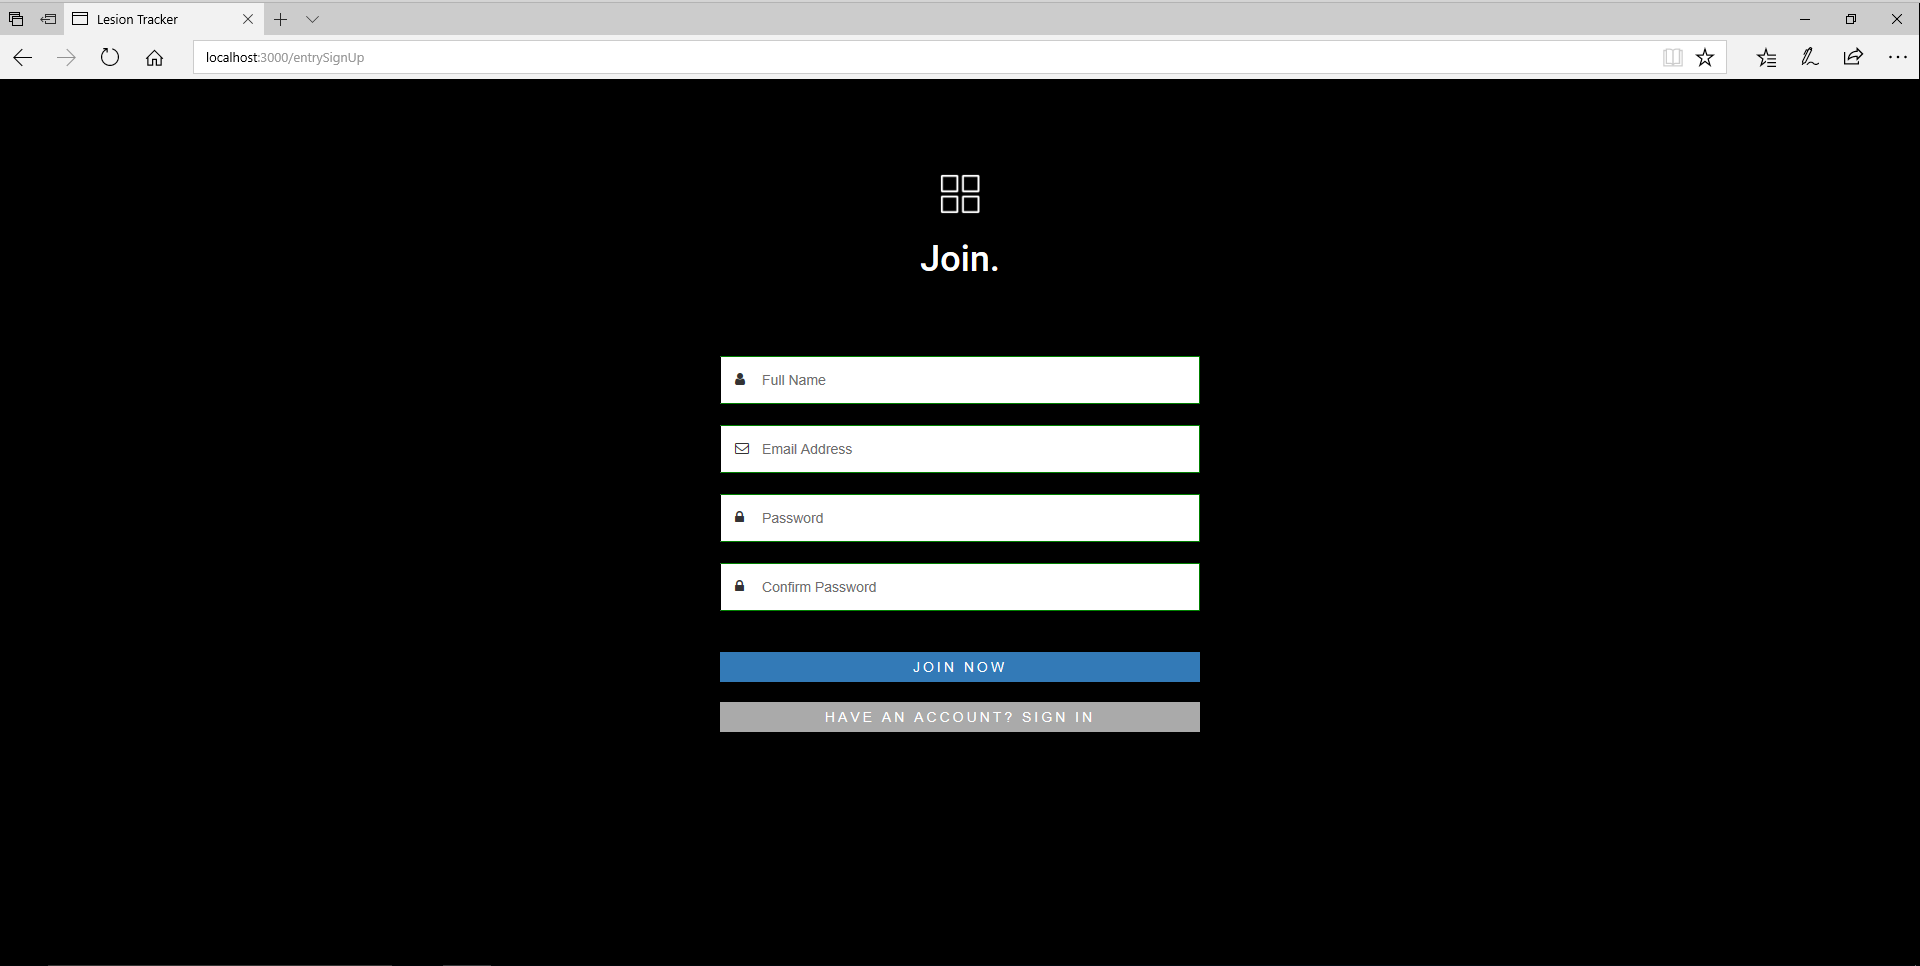 Lesion Tracker
localhost:3000/entrySignUp
Join.
Full Name
Email Address
Password
Confirm Password
JOIN NOW
HAVE AN ACCOUNT? SIGN IN